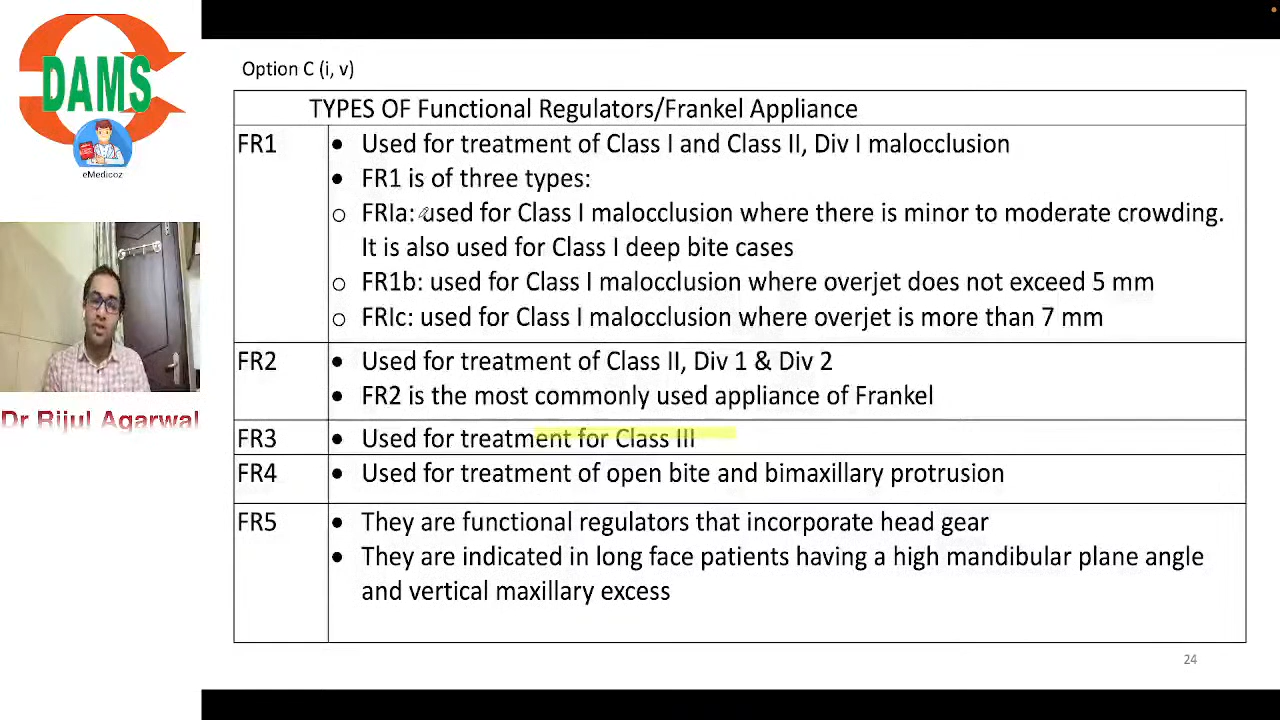 DAMS
eMedicoz
Dr Rijul Agarwal
Option C (i, v)
TYPES OF Functional Regulators/Frankel Appliance
FR1
• Used for treatment of Class I and Class II, Div I malocclusion
• FR1 is of three types:
o FRIa: used for Class I malocclusion where there is minor to moderate crowding.
It is also used for Class I deep bite cases
o FR1b: used for Class I malocclusion where overjet does not exceed 5 mm
o FRIc: used for Class I malocclusion where overjet is more than 7 mm
FR2
• Used for treatment of Class II, Div 1 & Div 2
• FR2 is the most commonly used appliance of Frankel
FR3
• Used for treatment for Class III
FR4
• Used for treatment of open bite and bimaxillary protrusion
FR5
• They are functional regulators that incorporate head gear
• They are indicated in long face patients having a high mandibular plane angle
and vertical maxillary excess
24